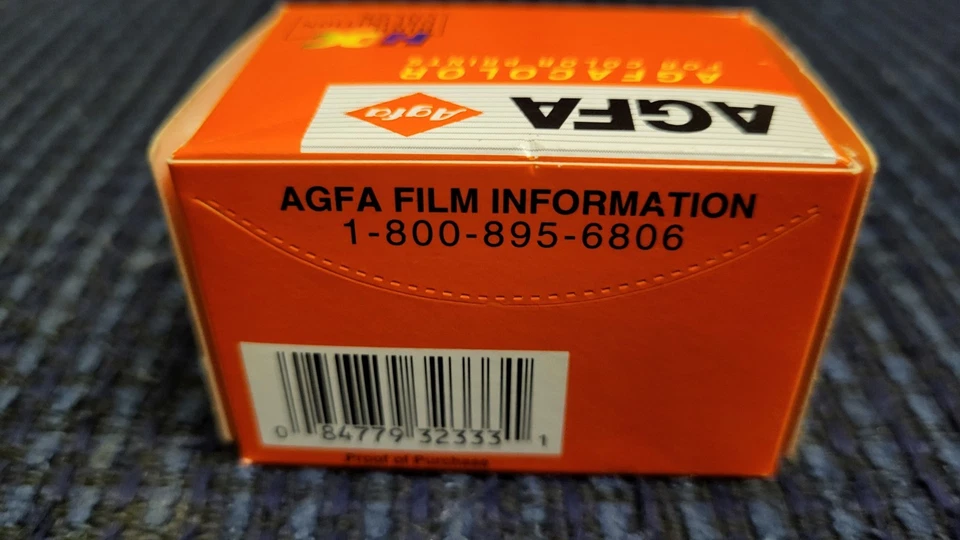 HDC
AGFACOLOR
FOR COLOR PRINTS
AGFA
Agfa
AGFA FILM INFORMATION
1-800-895-6806
0 84779 32333 1
Proof of Purchase